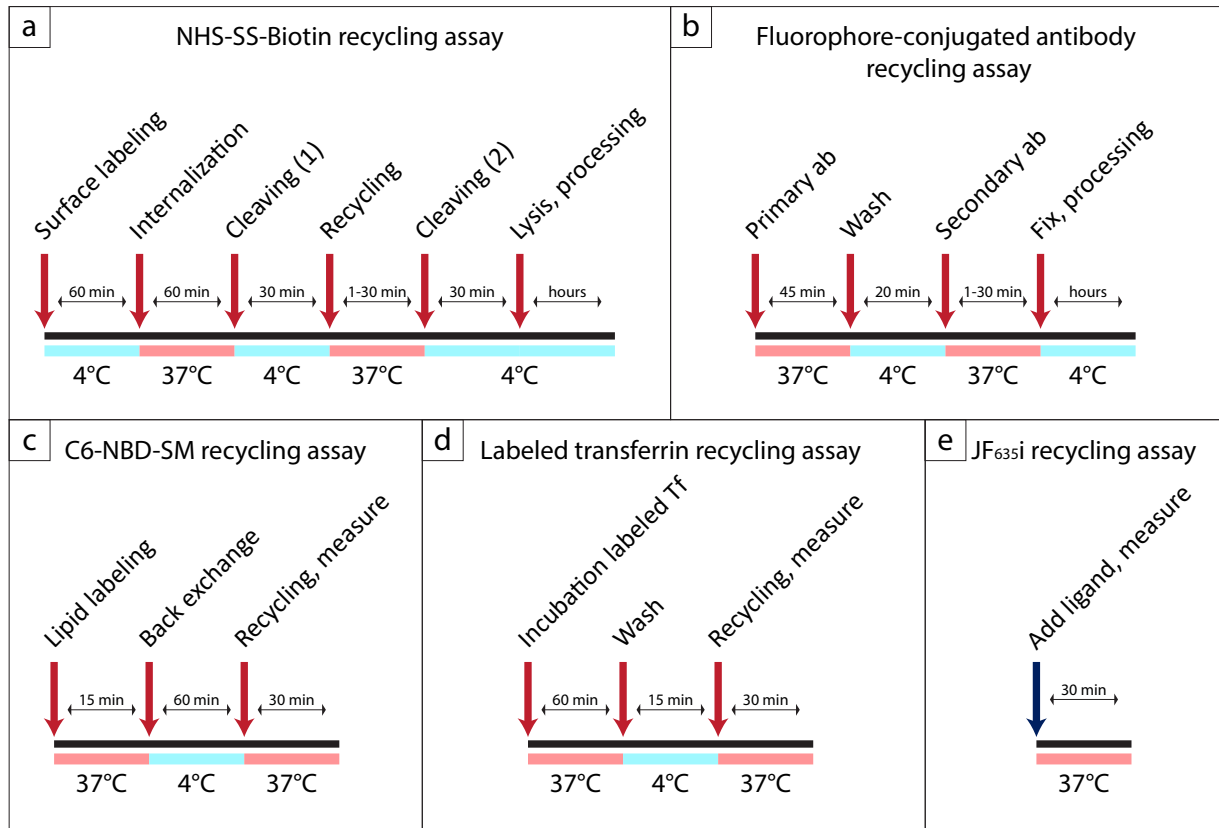 a
NHS-SS-Biotin recycling assay
Surface labeling
Internalization
Cleaving (1)
Recycling
Cleaving (2)
Lysis, processing
60 min
60 min
30 min
1-30 min
30 min
hours
4°C
37°C
4°C
37°C
4°C
b
Fluorophore-conjugated antibody
recycling assay
Primary ab
Wash
Secondary ab
Fix, processing
45 min
20 min
1-30 min
hours
37°C
4°C
37°C
4°C
c
C6-NBD-SM recycling assay
Lipid labeling
Back exchange
Recycling, measure
15 min
60 min
30 min
37°C
4°C
37°C
d
Labeled transferrin recycling assay
Incubation labeled Tf
Wash
Recycling, measure
60 min
15 min
30 min
37°C
4°C
37°C
e
JF635i recycling assay
Add ligand, measure
30 min
37°C